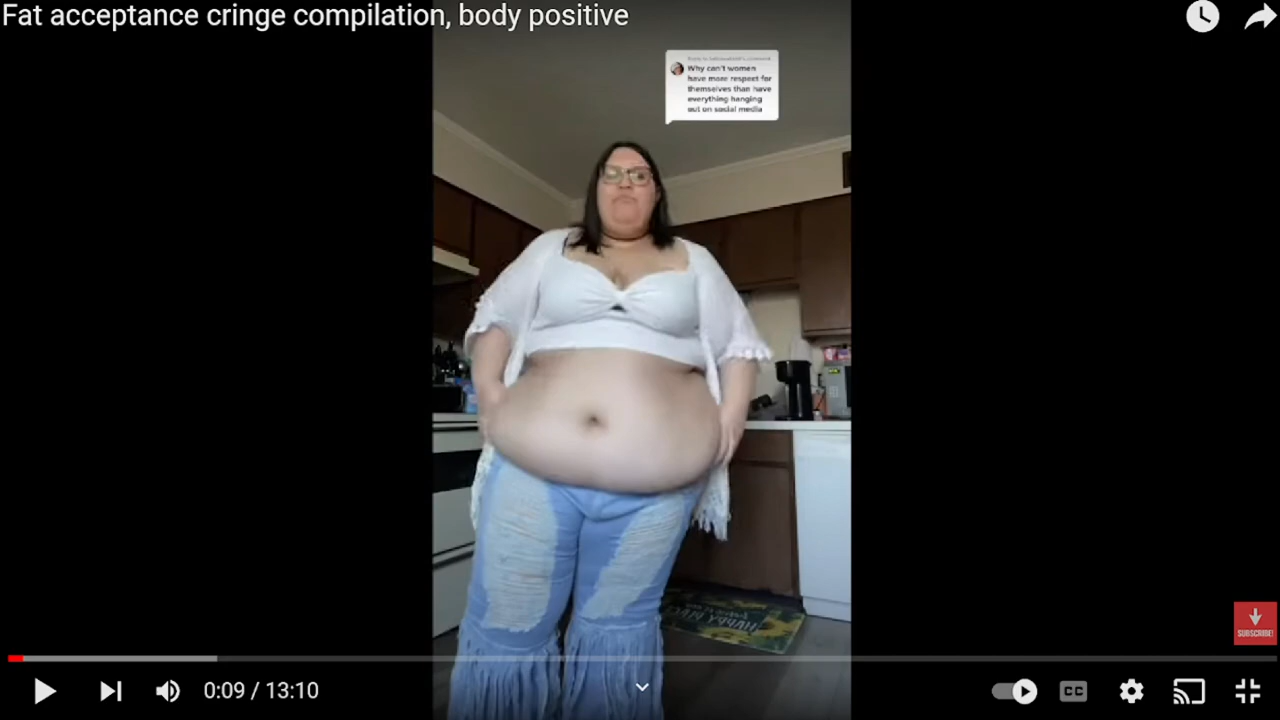 Fat acceptance cringe compilation, body positive
Why can't women
have more respect for
themselves than have
everything hanging
out on social media
SUBSCRIBE!
0:09 / 13:10
CC